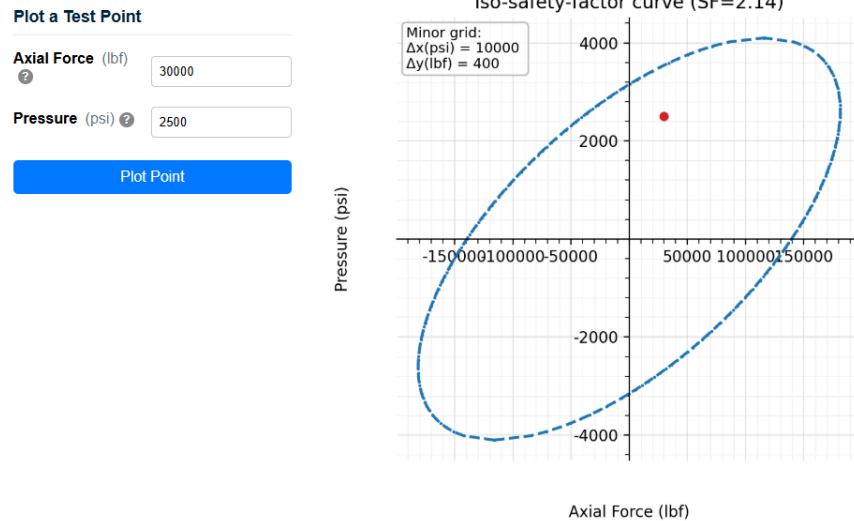 Plot a Test Point
Axial Force (lbf)
?
30000
Pressure (psi) ?
2500
Plot Point
Iso-safety-factor curve (SF=2.14)
Minor grid:
Δx(psi) = 10000
Δy(lbf) = 400
4000
2000
-150000 -100000 -50000 50000 100000 150000
-2000
-4000
Pressure (psi)
Axial Force (lbf)